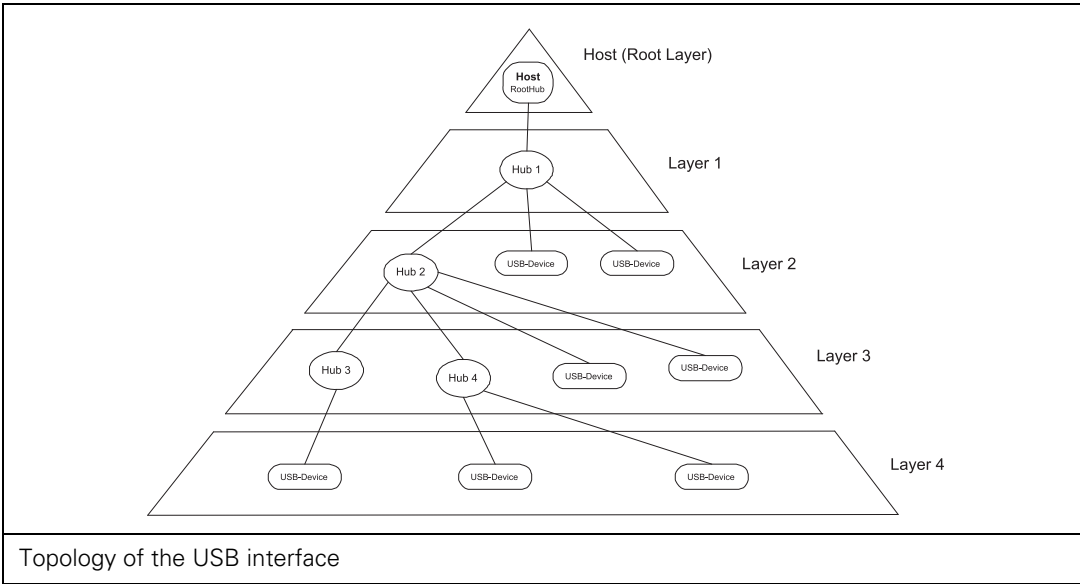 Host (Root Layer)
Host
RootHub
Layer 1
Hub 1
Layer 2
USB-Device
USB-Device
Hub 2
Layer 3
Hub 3
Hub 4
USB-Device
USB-Device
Layer 4
USB-Device
USB-Device
USB-Device
Topology of the USB interface